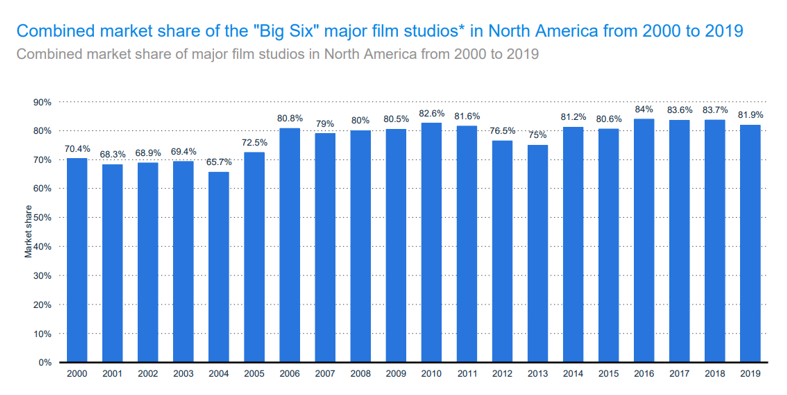 Combined market share of the "Big Six" major film studios* in North America from 2000 to 2019
Combined market share of major film studios in North America from 2000 to 2019
Market share
90%
80%
70%
60%
50%
40%
30%
20%
10%
0%
70.4% 68.3% 68.9% 69.4% 65.7% 72.5% 80.8% 79% 80% 80.5% 82.6% 81.6% 76.5% 75% 81.2% 80.6% 84% 83.6% 83.7% 81.9%
2000 2001 2002 2003 2004 2005 2006 2007 2008 2009 2010 2011 2012 2013 2014 2015 2016 2017 2018 2019